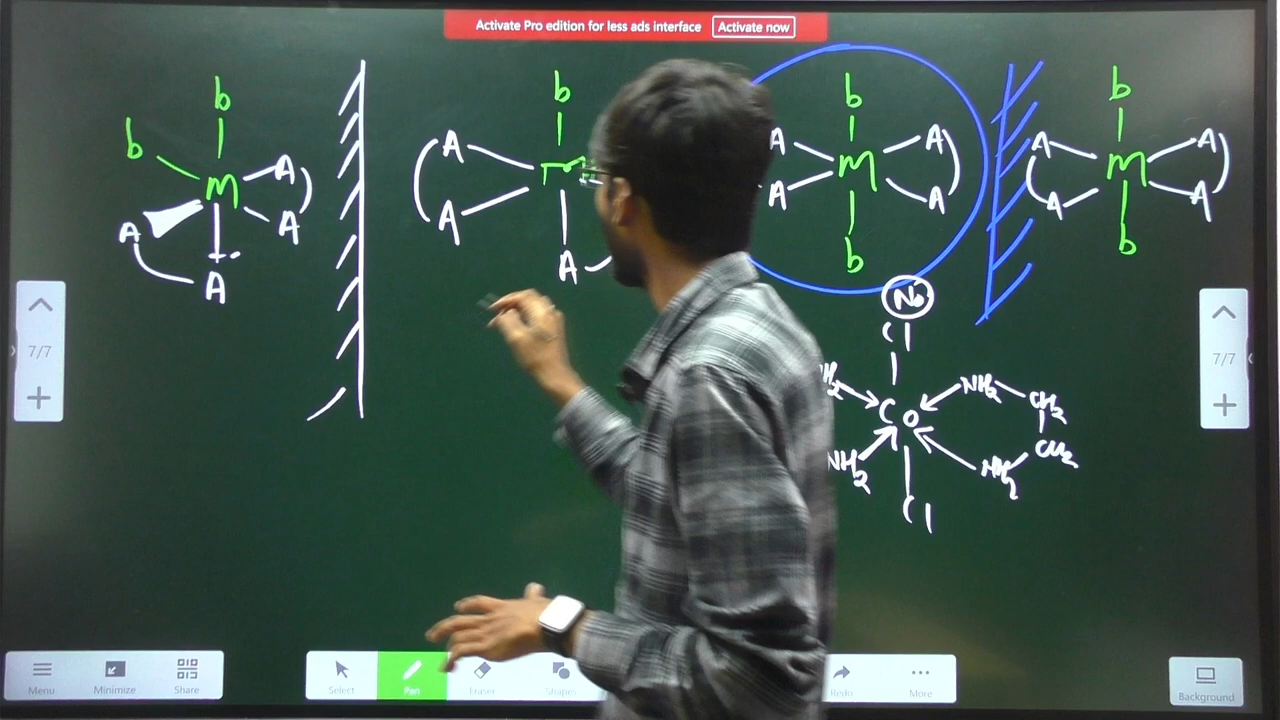 Activate Pro edition for less ads interface Activate now
b b M A A A A
b A A M A
b A A M A A b
b A A M A A b
No
Cl
NH2 NH2 CH2
Co
NH2 NH2 CH2
Cl
7/7
7/7
Menu Minimize Share
Select Pen Eraser Shapes
Redo More
Background